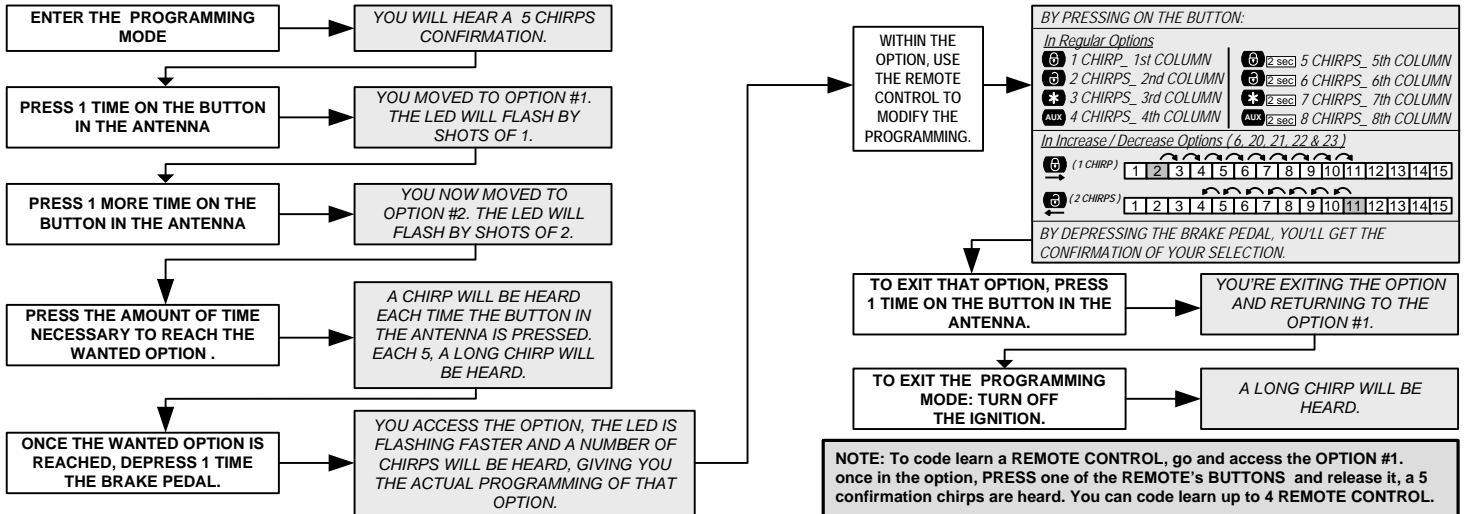 ENTER THE PROGRAMMING
MODE
YOU WILL HEAR A 5 CHIRPS
CONFIRMATION.
PRESS 1 TIME ON THE BUTTON
IN THE ANTENNA
YOU MOVED TO OPTION #1.
THE LED WILL FLASH BY
SHOTS OF 1.
PRESS 1 MORE TIME ON THE
BUTTON IN THE ANTENNA
YOU NOW MOVED TO
OPTION #2. THE LED WILL
FLASH BY SHOTS OF 2.
PRESS THE AMOUNT OF TIME
NECESSARY TO REACH THE
WANTED OPTION .
A CHIRP WILL BE HEARD
EACH TIME THE BUTTON IN
THE ANTENNA IS PRESSED.
EACH 5, A LONG CHIRP WILL
BE HEARD.
ONCE THE WANTED OPTION IS
REACHED, DEPRESS 1 TIME
THE BRAKE PEDAL.
YOU ACCESS THE OPTION, THE LED IS
FLASHING FASTER AND A NUMBER OF
CHIRPS WILL BE HEARD, GIVING YOU
THE ACTUAL PROGRAMMING OF THAT
OPTION.
WITHIN THE
OPTION, USE
THE REMOTE
CONTROL TO
MODIFY THE
PROGRAMMING.
BY PRESSING ON THE BUTTON:
In Regular Options
1 CHIRP_ 1st COLUMN
2 CHIRPS_ 2nd COLUMN
3 CHIRPS_ 3rd COLUMN
AUX 4 CHIRPS_ 4th COLUMN
2 sec 5 CHIRPS_ 5th COLUMN
2 sec 6 CHIRPS_ 6th COLUMN
2 sec 7 CHIRPS_ 7th COLUMN
AUX 2 sec 8 CHIRPS_ 8th COLUMN
In Increase / Decrease Options ( 6, 20, 21, 22 & 23 )
(1 CHIRP) 1 2 3 4 5 6 7 8 9 10 11 12 13 14 15
(2 CHIRPS) 1 2 3 4 5 6 7 8 9 10 11 12 13 14 15
BY DEPRESSING THE BRAKE PEDAL, YOU'LL GET THE
CONFIRMATION OF YOUR SELECTION.
TO EXIT THAT OPTION, PRESS
1 TIME ON THE BUTTON IN THE
ANTENNA.
YOU'RE EXITING THE OPTION
AND RETURNING TO THE
OPTION #1.
TO EXIT THE PROGRAMMING
MODE: TURN OFF
THE IGNITION.
A LONG CHIRP WILL BE
HEARD.
NOTE: To code learn a REMOTE CONTROL, go and access the OPTION #1.
once in the option, PRESS one of the REMOTE's BUTTONS and release it, a 5
confirmation chirps are heard. You can code learn up to 4 REMOTE CONTROL.